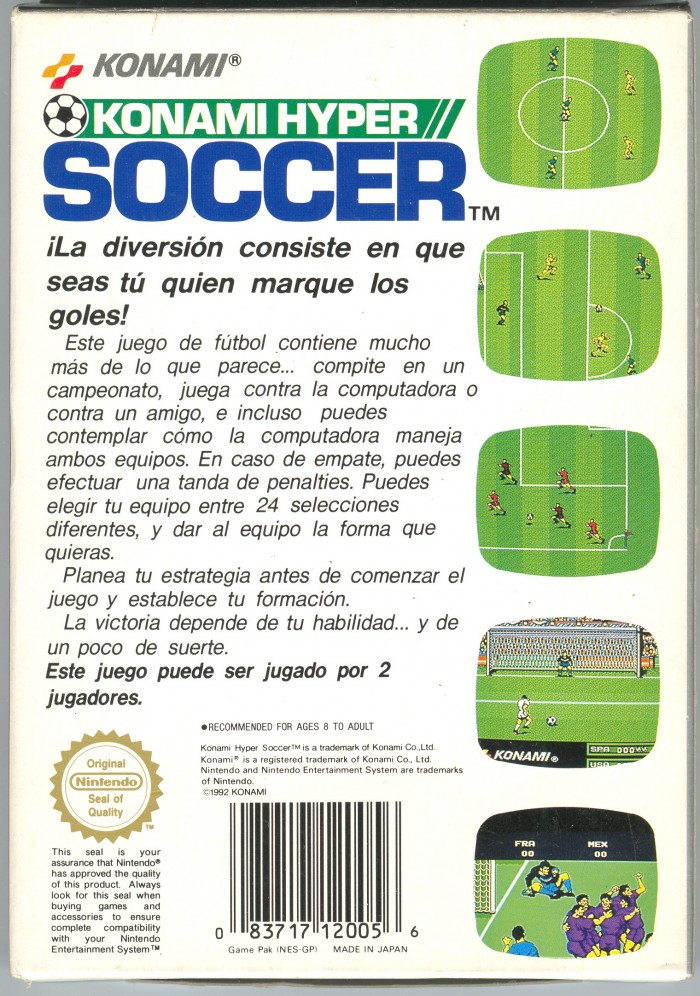 KONAMI®
KONAMI HYPER
SOCCER™
¡La diversión consiste en que
seas tú quien marque los
goles!
Este juego de fútbol contiene mucho
más de lo que parece... compite en un
campeonato, juega contra la computadora o
contra un amigo, e incluso puedes
contemplar cómo la computadora maneja
ambos equipos. En caso de empate, puedes
efectuar una tanda de penalties. Puedes
elegir tu equipo entre 24 selecciones
diferentes, y dar al equipo la forma que
quieras.
Planea tu estrategia antes de comenzar el
juego y establece tu formación.
La victoria depende de tu habilidad... y de
un poco de suerte.
Este juego puede ser jugado por 2
jugadores.
●RECOMMENDED FOR AGES 8 TO ADULT
Konami Hyper Soccer™ is a trademark of Konami Co., Ltd.
Konami® is a registered trademark of Konami Co., Ltd.
Nintendo and Nintendo Entertainment System are trademarks
of Nintendo.
©1992 KONAMI
Original
Nintendo
Seal of
Quality
™
This seal is your
assurance that Nintendo®
has approved the quality
of this product. Always
look for this seal when
buying games and
accessories to ensure
complete compatibility
with your Nintendo
Entertainment System™
0 83717 12005 6
Game Pak (NES-GP) MADE IN JAPAN
KONAMI®
SPA 000
USA
FRA MEX
00 00